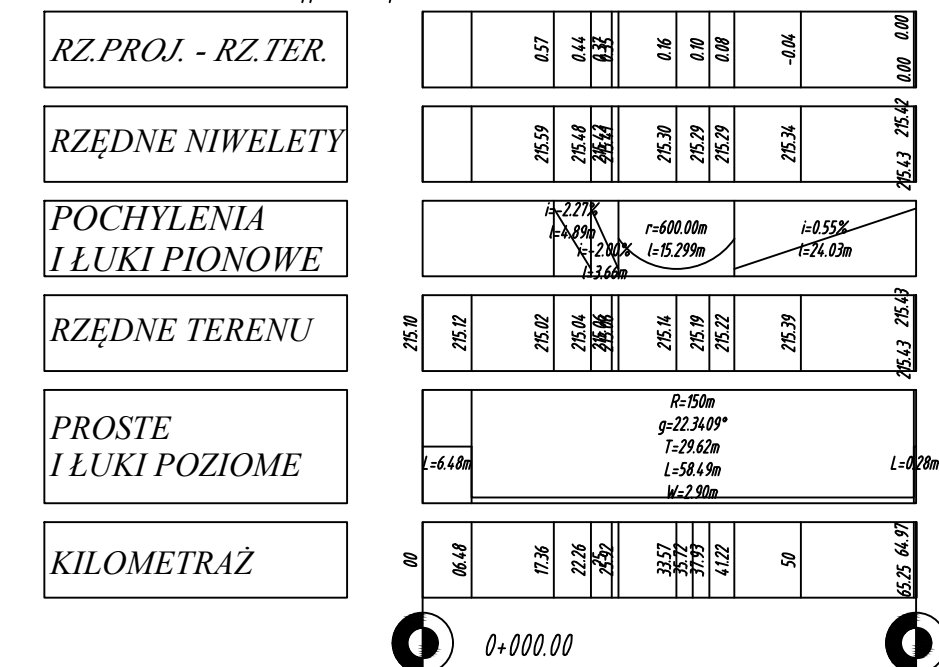 RZ.PROJ. - RZ.TER.
0.57 0.44 0.35 0.16 0.10 0.08 -0.04 0.00 0.00
RZĘDNE NIWELETY
215.59 215.48 215.30 215.29 215.29 215.34 215.43 215.42
POCHYLENIA
I ŁUKI PIONOWE
i=-2.27%
l=4.89m
i=-2.00%
l=3.66m
r=600.00m
l=15.299m
i=0.55%
l=24.03m
RZĘDNE TERENU
215.10 215.12 215.02 215.04 215.14 215.19 215.22 215.39 215.43 215.43
PROSTE
I ŁUKI POZIOME
L=6.48m
R=150m
g=22.3409°
T=29.62m
L=58.49m
W=2.90m
L=0.28m
KILOMETRAŻ
00 06.48 17.36 22.26 25.92 33.57 35.72 37.93 41.22 50 65.25 64.97
0+000.00